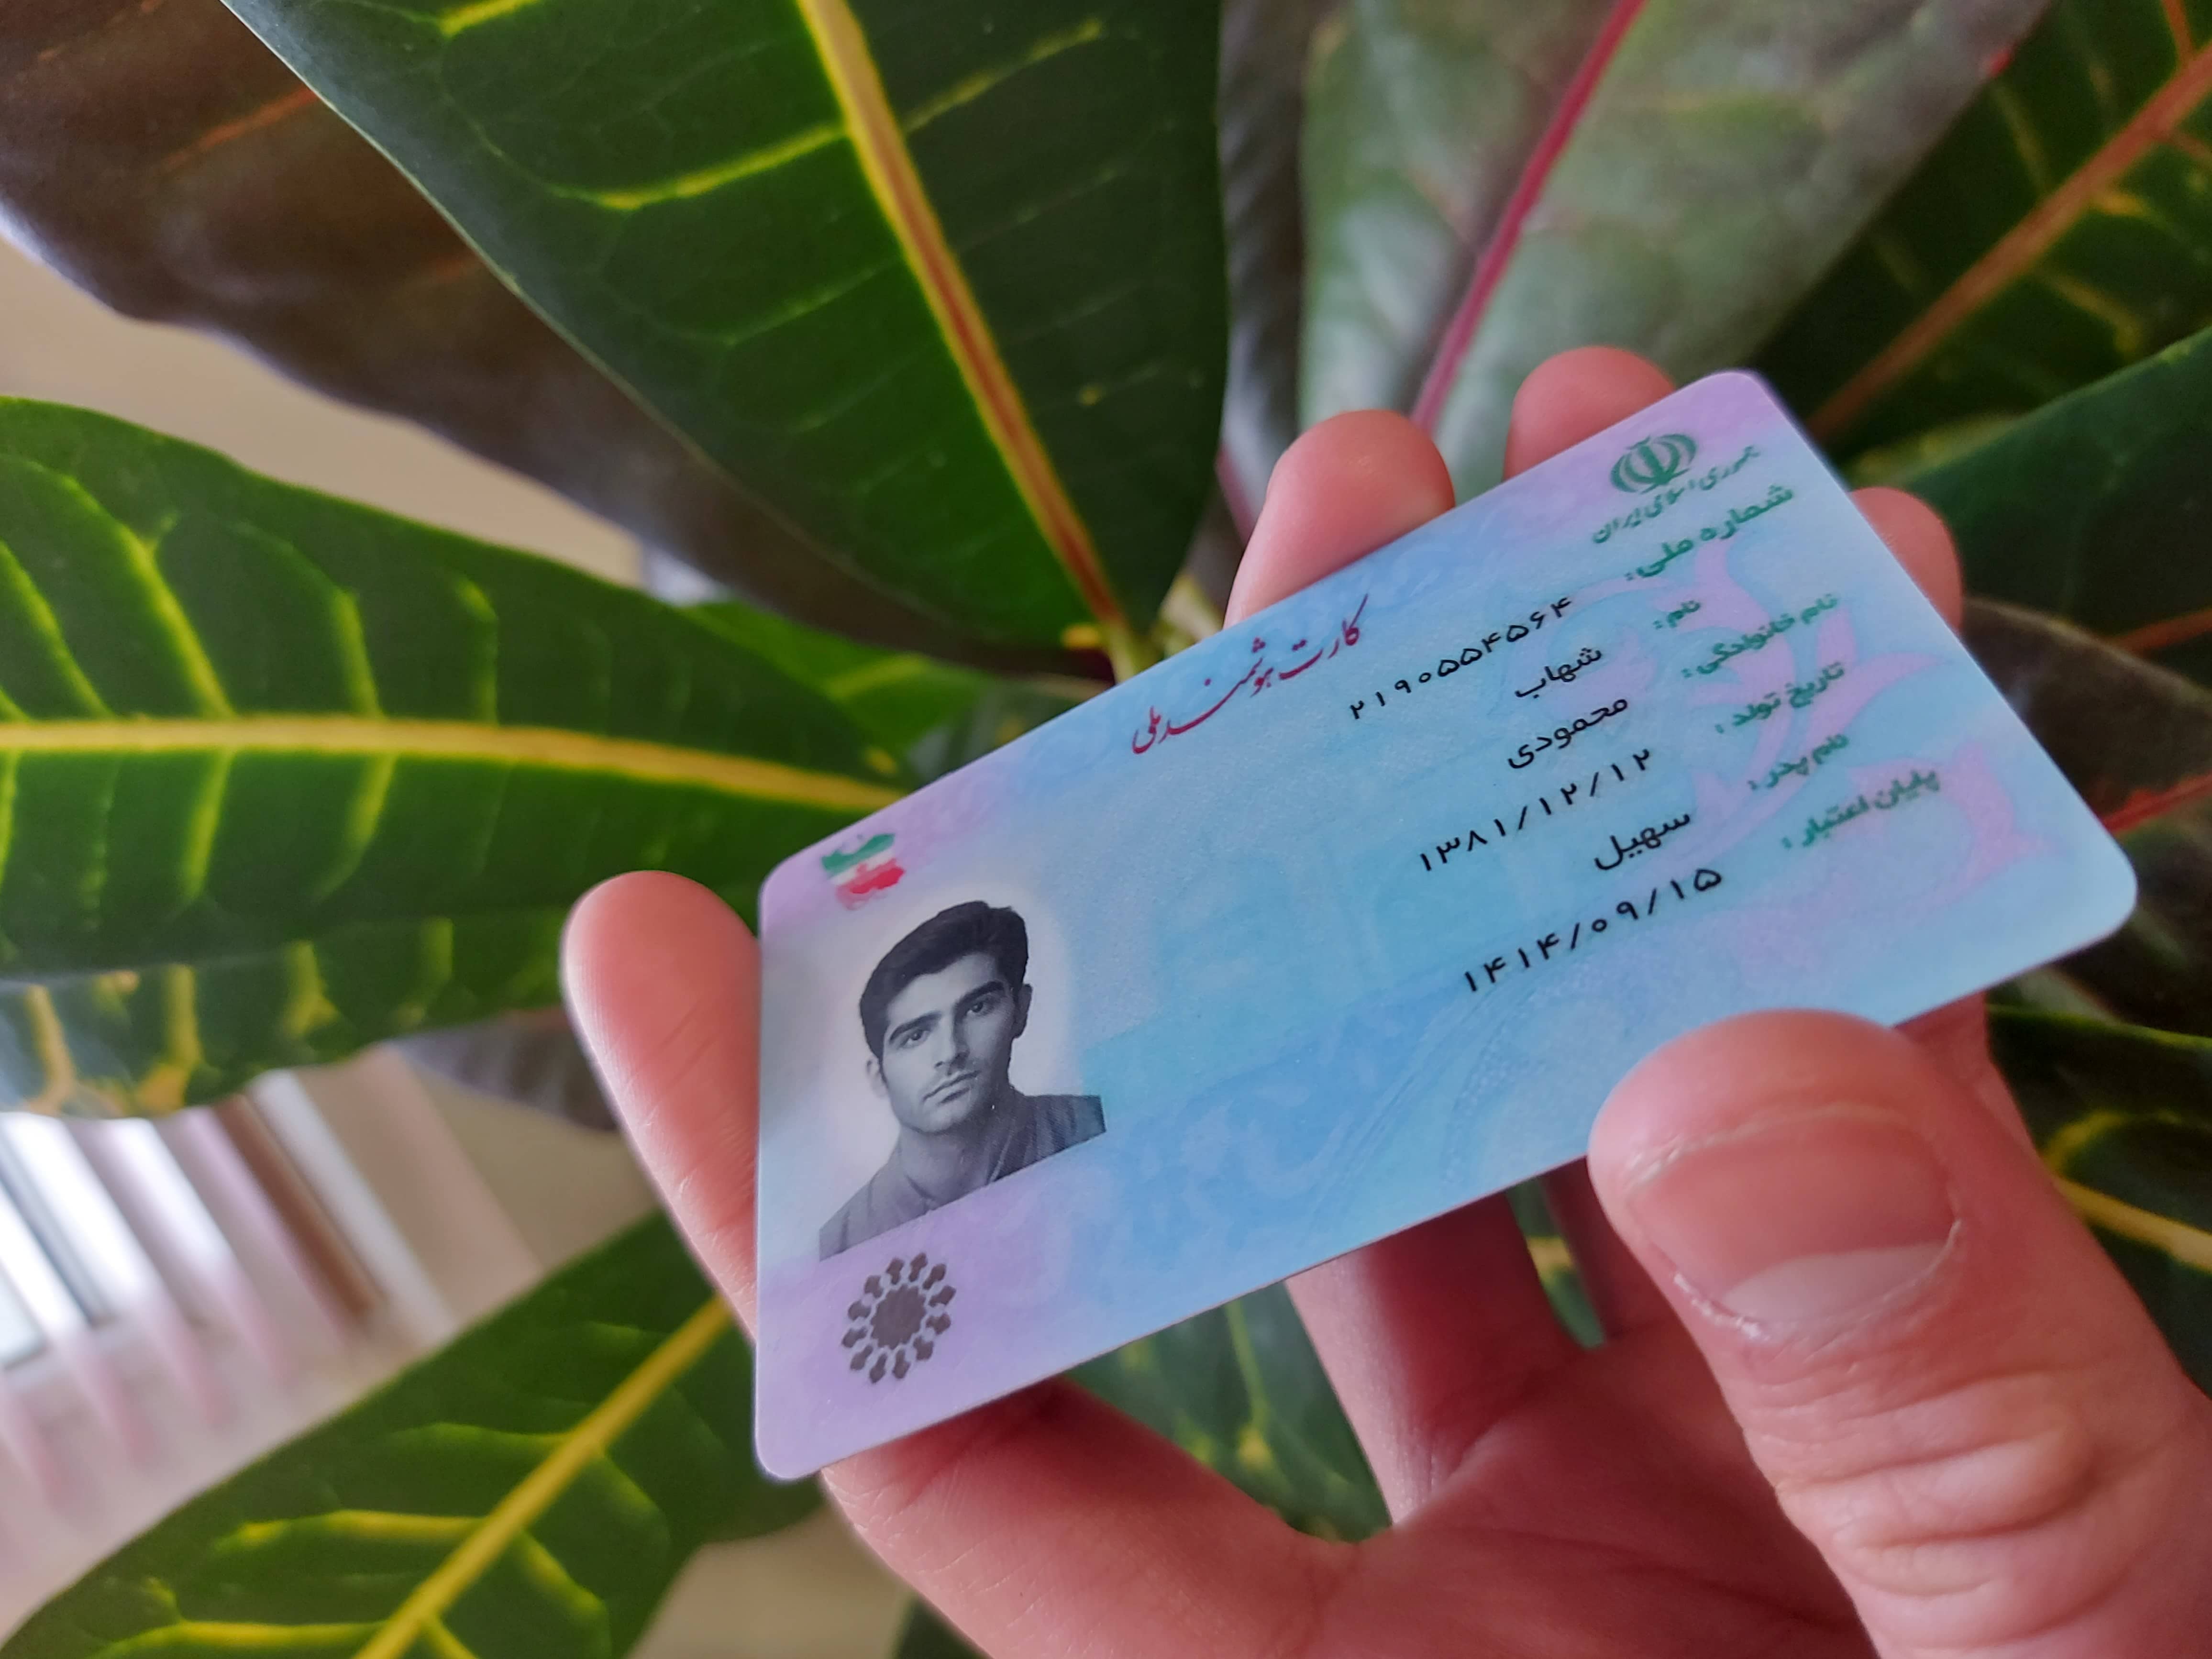 جمهوری اسلامی ایران
کارت هوشمند ملی
شماره ملی: ۲۱۹۰۵۵۴۵۶۴
نام: شهاب
نام خانوادگی: محمودی
تاریخ تولد: ۱۳۸۱/۱۲/۱۲
نام پدر: سهیل
پایان اعتبار: ۱۴۱۴/۰۹/۱۵